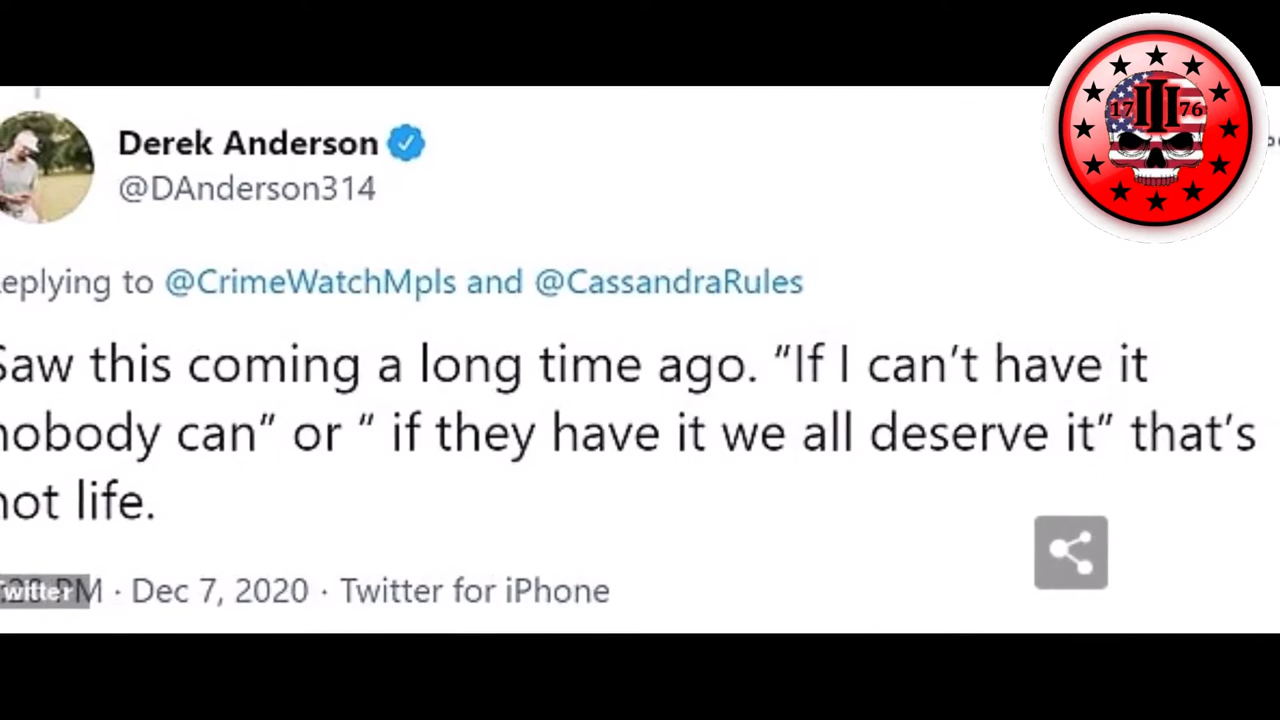 Derek Anderson
17 III 76
@DAnderson314
eplying to @CrimeWatchMpls and @CassandraRules
Saw this coming a long time ago. “If I can’t have it
nobody can” or “ if they have it we all deserve it” that’s
not life.
PM · Dec 7, 2020 · Twitter for iPhone
Twitter